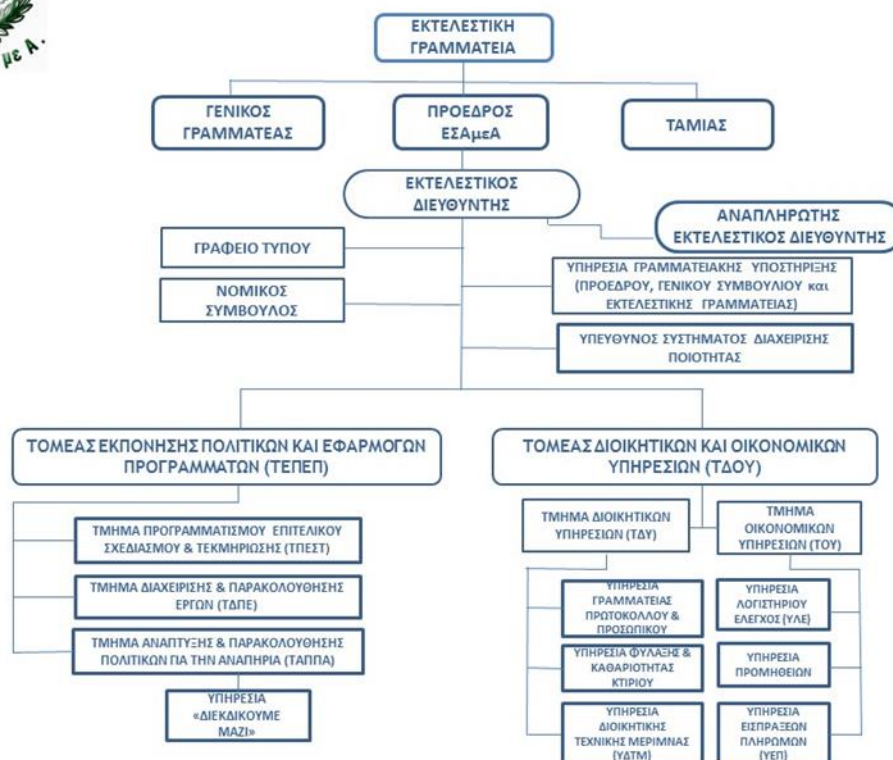 με Α.
ΕΚΤΕΛΕΣΤΙΚΗ
ΓΡΑΜΜΑΤΕΙΑ
ΓΕΝΙΚΟΣ
ΓΡΑΜΜΑΤΕΑΣ
ΠΡΟΕΔΡΟΣ
ΕΣΑμεΑ
ΤΑΜΙΑΣ
ΕΚΤΕΛΕΣΤΙΚΟΣ
ΔΙΕΥΘΥΝΤΗΣ
ΑΝΑΠΛΗΡΩΤΗΣ
ΕΚΤΕΛΕΣΤΙΚΟΣ ΔΙΕΥΘΥΝΤΗΣ
ΓΡΑΦΕΙΟ ΤΥΠΟΥ
ΥΠΗΡΕΣΙΑ ΓΡΑΜΜΑΤΕΙΑΚΗΣ ΥΠΟΣΤΗΡΙΞΗΣ
(ΠΡΟΕΔΡΟΥ, ΓΕΝΙΚΟΥ ΣΥΜΒΟΥΛΙΟΥ και
ΕΚΤΕΛΕΣΤΙΚΗΣ ΓΡΑΜΜΑΤΕΙΑΣ)
ΝΟΜΙΚΟΣ
ΣΥΜΒΟΥΛΟΣ
ΥΠΕΥΘΥΝΟΣ ΣΥΣΤΗΜΑΤΟΣ ΔΙΑΧΕΙΡΙΣΗΣ
ΠΟΙΟΤΗΤΑΣ
ΤΟΜΕΑΣ ΕΚΠΟΝΗΣΗΣ ΠΟΛΙΤΙΚΩΝ ΚΑΙ ΕΦΑΡΜΟΓΩΝ
ΠΡΟΓΡΑΜΜΑΤΩΝ (ΤΕΠΕΠ)
ΤΜΗΜΑ ΠΡΟΓΡΑΜΜΑΤΙΣΜΟΥ ΕΠΙΤΕΛΙΚΟΥ
ΣΧΕΔΙΑΣΜΟΥ & ΤΕΚΜΗΡΙΩΣΗΣ (ΤΠΕΣΤ)
ΤΜΗΜΑ ΔΙΑΧΕΙΡΙΣΗΣ & ΠΑΡΑΚΟΛΟΥΘΗΣΗΣ
ΕΡΓΩΝ (ΤΔΠΕ)
ΤΜΗΜΑ ΑΝΑΠΤΥΞΗΣ & ΠΑΡΑΚΟΛΟΥΘΗΣΗΣ
ΠΟΛΙΤΙΚΩΝ ΓΙΑ ΤΗΝ ΑΝΑΠΗΡΙΑ (ΤΑΠΠΑ)
ΥΠΗΡΕΣΙΑ
«ΔΙΕΚΔΙΚΟΥΜΕ
ΜΑΖΙ»
ΤΟΜΕΑΣ ΔΙΟΙΚΗΤΙΚΩΝ ΚΑΙ ΟΙΚΟΝΟΜΙΚΩΝ
ΥΠΗΡΕΣΙΩΝ (ΤΔΟΥ)
ΤΜΗΜΑ ΔΙΟΙΚΗΤΙΚΩΝ
ΥΠΗΡΕΣΙΩΝ (ΤΔΥ)
ΤΜΗΜΑ
ΟΙΚΟΝΟΜΙΚΩΝ
ΥΠΗΡΕΣΙΩΝ (ΤΟΥ)
ΥΠΗΡΕΣΙΑ
ΓΡΑΜΜΑΤΕΙΑΣ
ΠΡΩΤΟΚΟΛΛΟΥ &
ΠΡΟΣΩΠΙΚΟΥ
ΥΠΗΡΕΣΙΑ
ΛΟΓΙΣΤΗΡΙΟΥ
ΕΛΕΓΧΟΣ (ΥΛΕ)
ΥΠΗΡΕΣΙΑ ΦΥΛΑΞΗΣ &
ΚΑΘΑΡΙΟΤΗΤΑΣ
ΚΤΙΡΙΟΥ
ΥΠΗΡΕΣΙΑ
ΠΡΟΜΗΘΕΙΩΝ
ΥΠΗΡΕΣΙΑ
ΔΙΟΙΚΗΤΙΚΗΣ
ΤΕΧΝΙΚΗΣ ΜΕΡΙΜΝΑΣ
(ΥΔΤΜ)
ΥΠΗΡΕΣΙΑ
ΕΙΣΠΡΑΞΕΩΝ
ΠΛΗΡΩΜΩΝ
(ΥΕΠ)